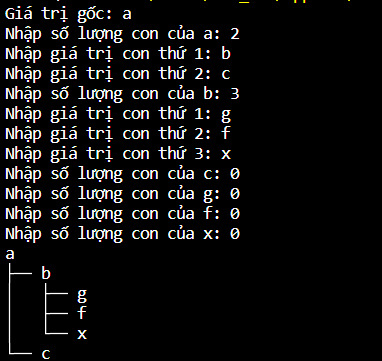 Giá trị gốc: a
Nhập số lượng con của a: 2
Nhập giá trị con thứ 1: b
Nhập giá trị con thứ 2: c
Nhập số lượng con của b: 3
Nhập giá trị con thứ 1: g
Nhập giá trị con thứ 2: f
Nhập giá trị con thứ 3: x
Nhập số lượng con của c: 0
Nhập số lượng con của g: 0
Nhập số lượng con của f: 0
Nhập số lượng con của x: 0
a
├── b
│   ├── g
│   ├── f
│   └── x
└── c